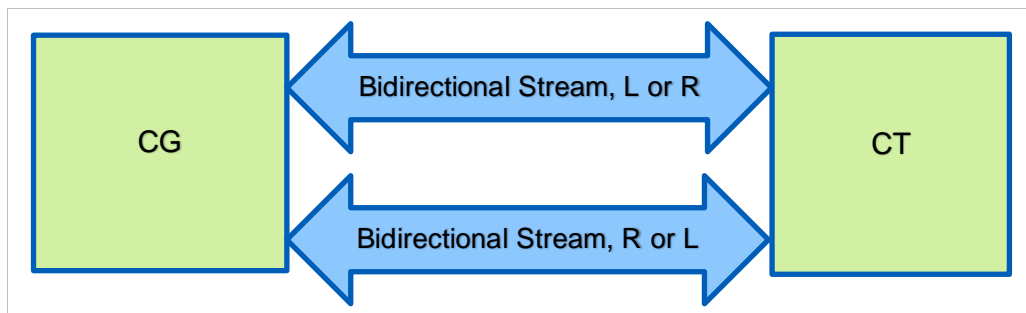 Bidirectional Stream, L or R
CG
CT
Bidirectional Stream, R or L